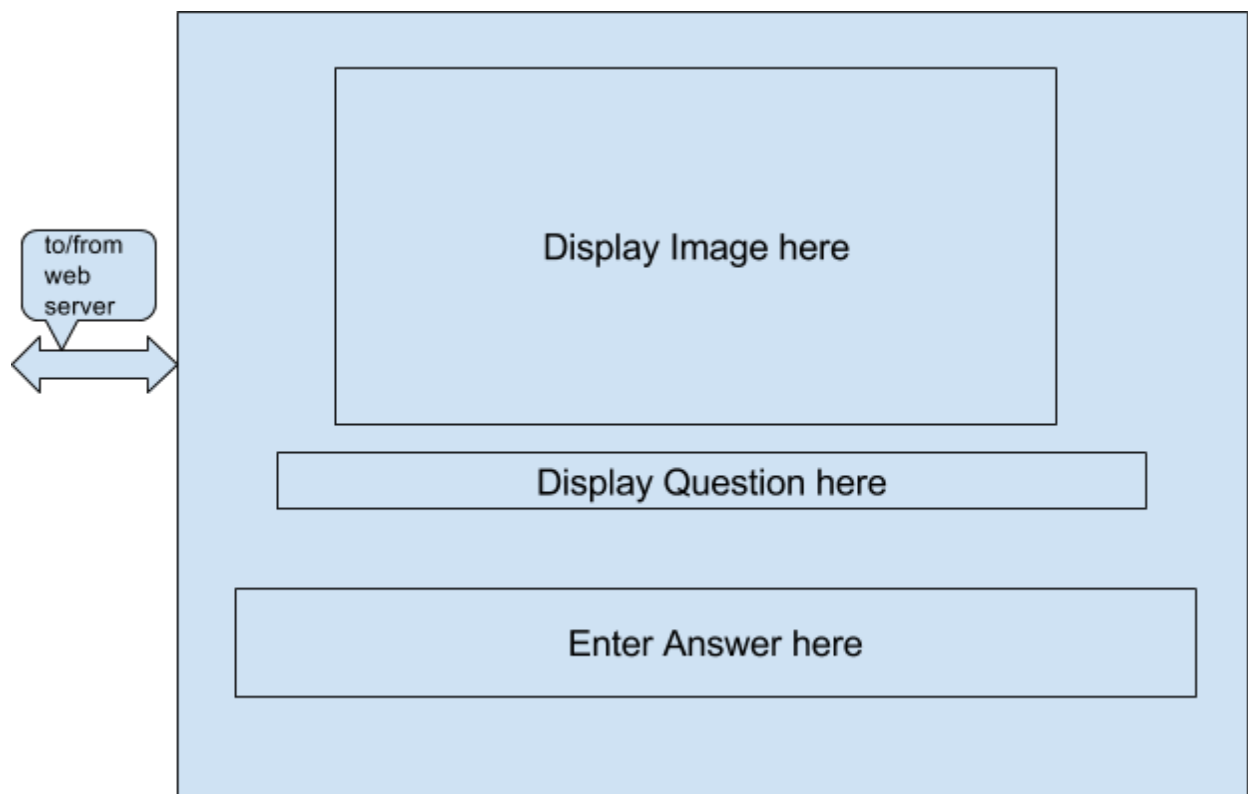 Display Image here
to/from
web
server
Display Question here
Enter Answer here